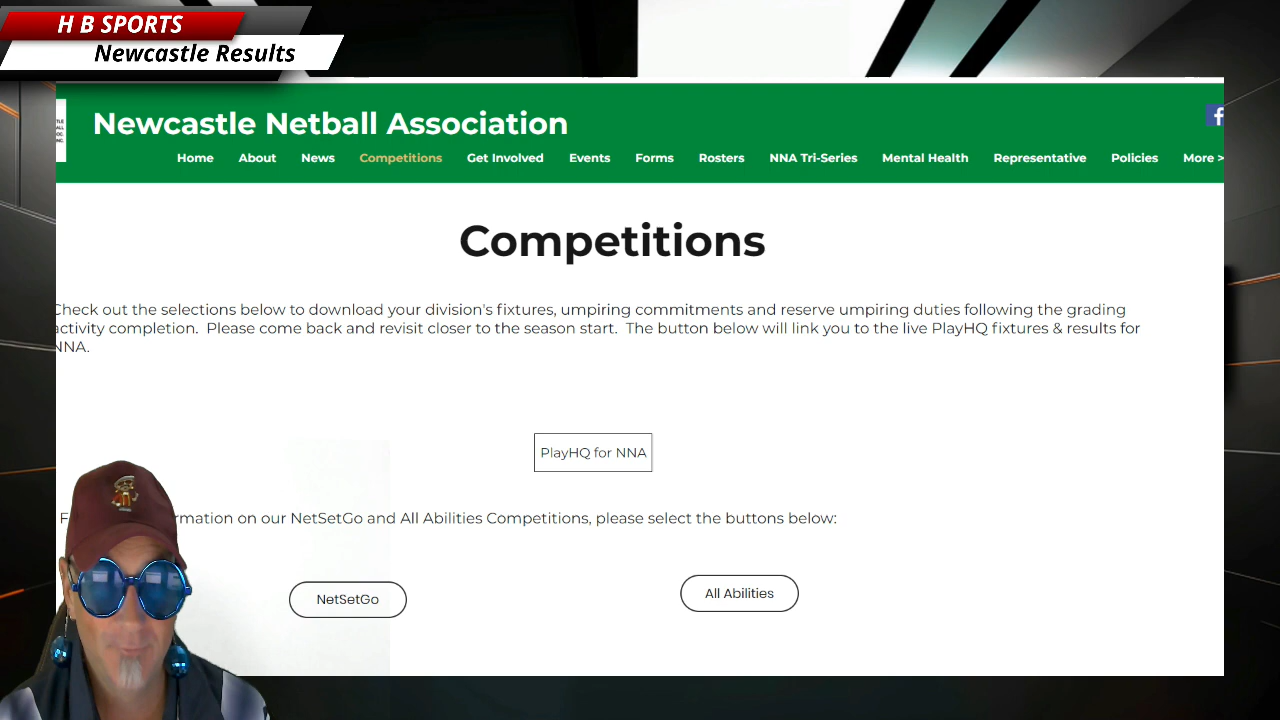 H B SPORTS
Newcastle Results
Newcastle Netball Association
Home About News Competitions Get Involved Events Forms Rosters NNA Tri-Series Mental Health Representative Policies More >
Competitions
Check out the selections below to download your division's fixtures, umpiring commitments and reserve umpiring duties following the grading
activity completion. Please come back and revisit closer to the season start. The button below will link you to the live PlayHQ fixtures & results for
NNA.
PlayHQ for NNA
on our NetSetGo and All Abilities Competitions, please select the buttons below:
NetSetGo
All Abilities